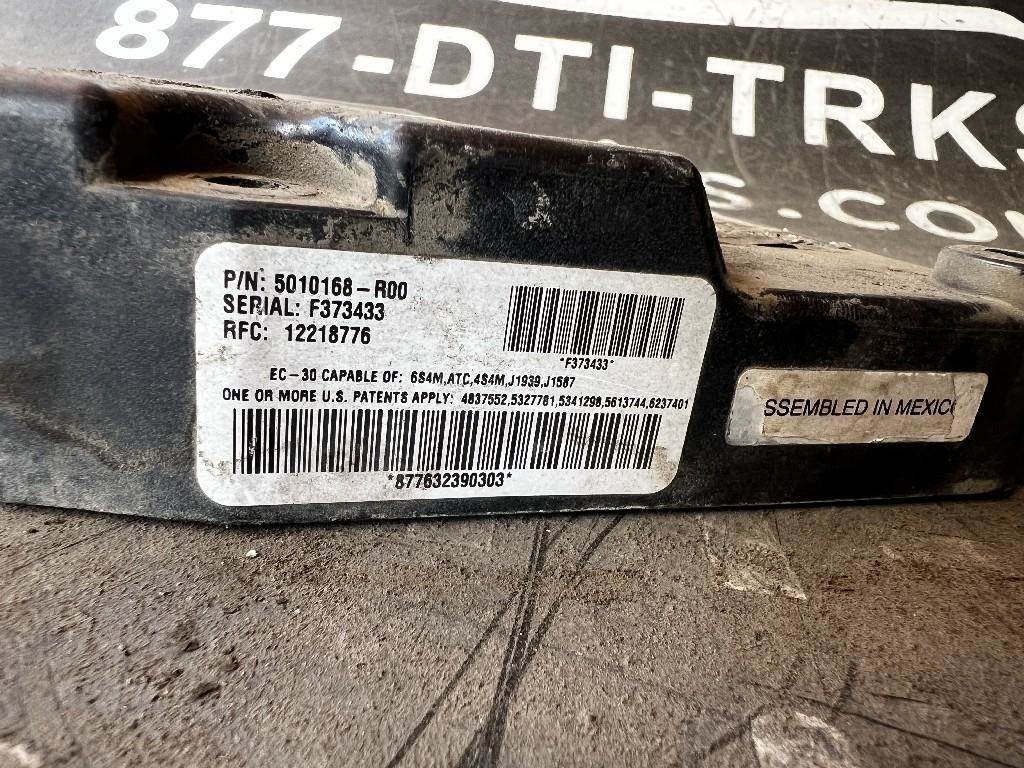 877-DTI-TRKS
S.CO
P/N: 5010168-R00
SERIAL: F373433
RFC: 12218776
*F373433*
EC-30 CAPABLE OF: 6S4M,ATC,4S4M,J1939,J1587
ONE OR MORE U.S. PATENTS APPLY: 4837552,5327781,5341298,5613744,6237401
*877632390303*
SSEMBLED IN MEXICO